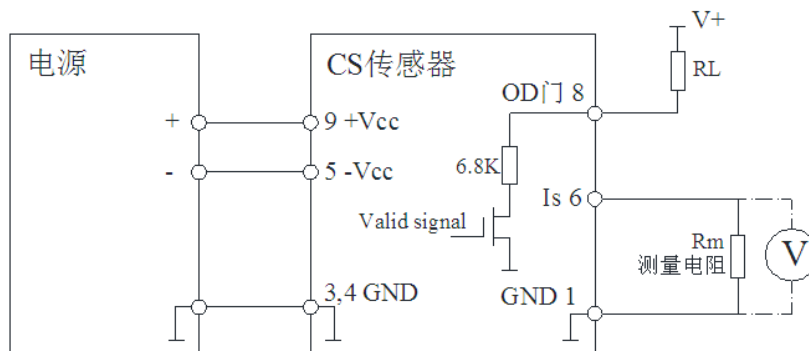 电源
+
-
CS传感器
9 +Vcc
5 -Vcc
3,4 GND
OD门 8
6.8K
Valid signal
Is 6
GND 1
V+
RL
Rm
测量电阻
V